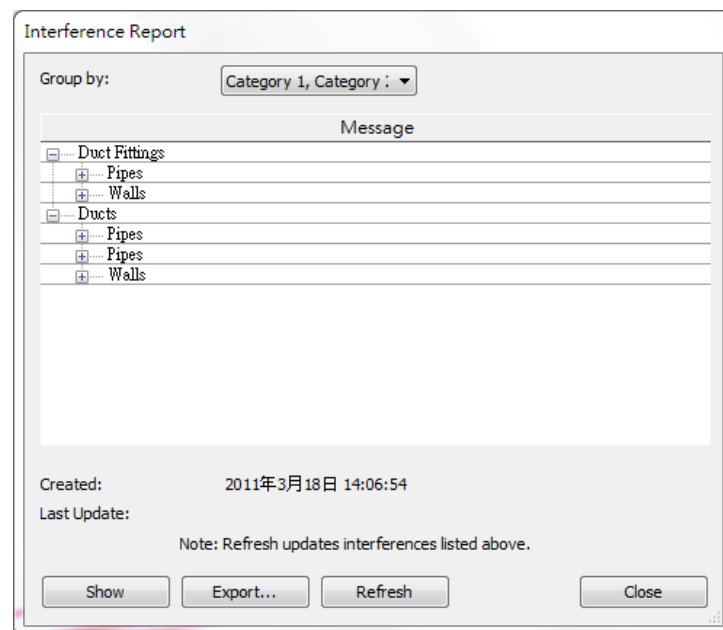 Interference Report
Group by: Category 1, Category 2
Message
Duct Fittings
Pipes
Walls
Ducts
Pipes
Pipes
Walls
Created: 2011年3月18日 14:06:54
Last Update:
Note: Refresh updates interferences listed above.
Show Export... Refresh Close